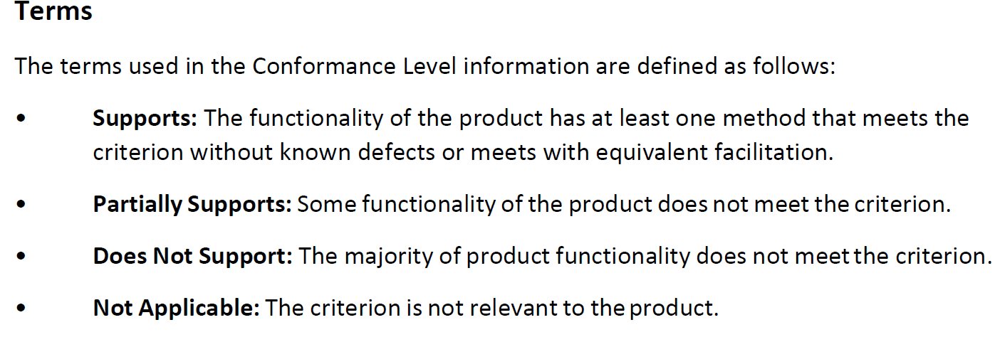 Terms
The terms used in the Conformance Level information are defined as follows:
• Supports: The functionality of the product has at least one method that meets the
criterion without known defects or meets with equivalent facilitation.
• Partially Supports: Some functionality of the product does not meet the criterion.
• Does Not Support: The majority of product functionality does not meet the criterion.
• Not Applicable: The criterion is not relevant to the product.